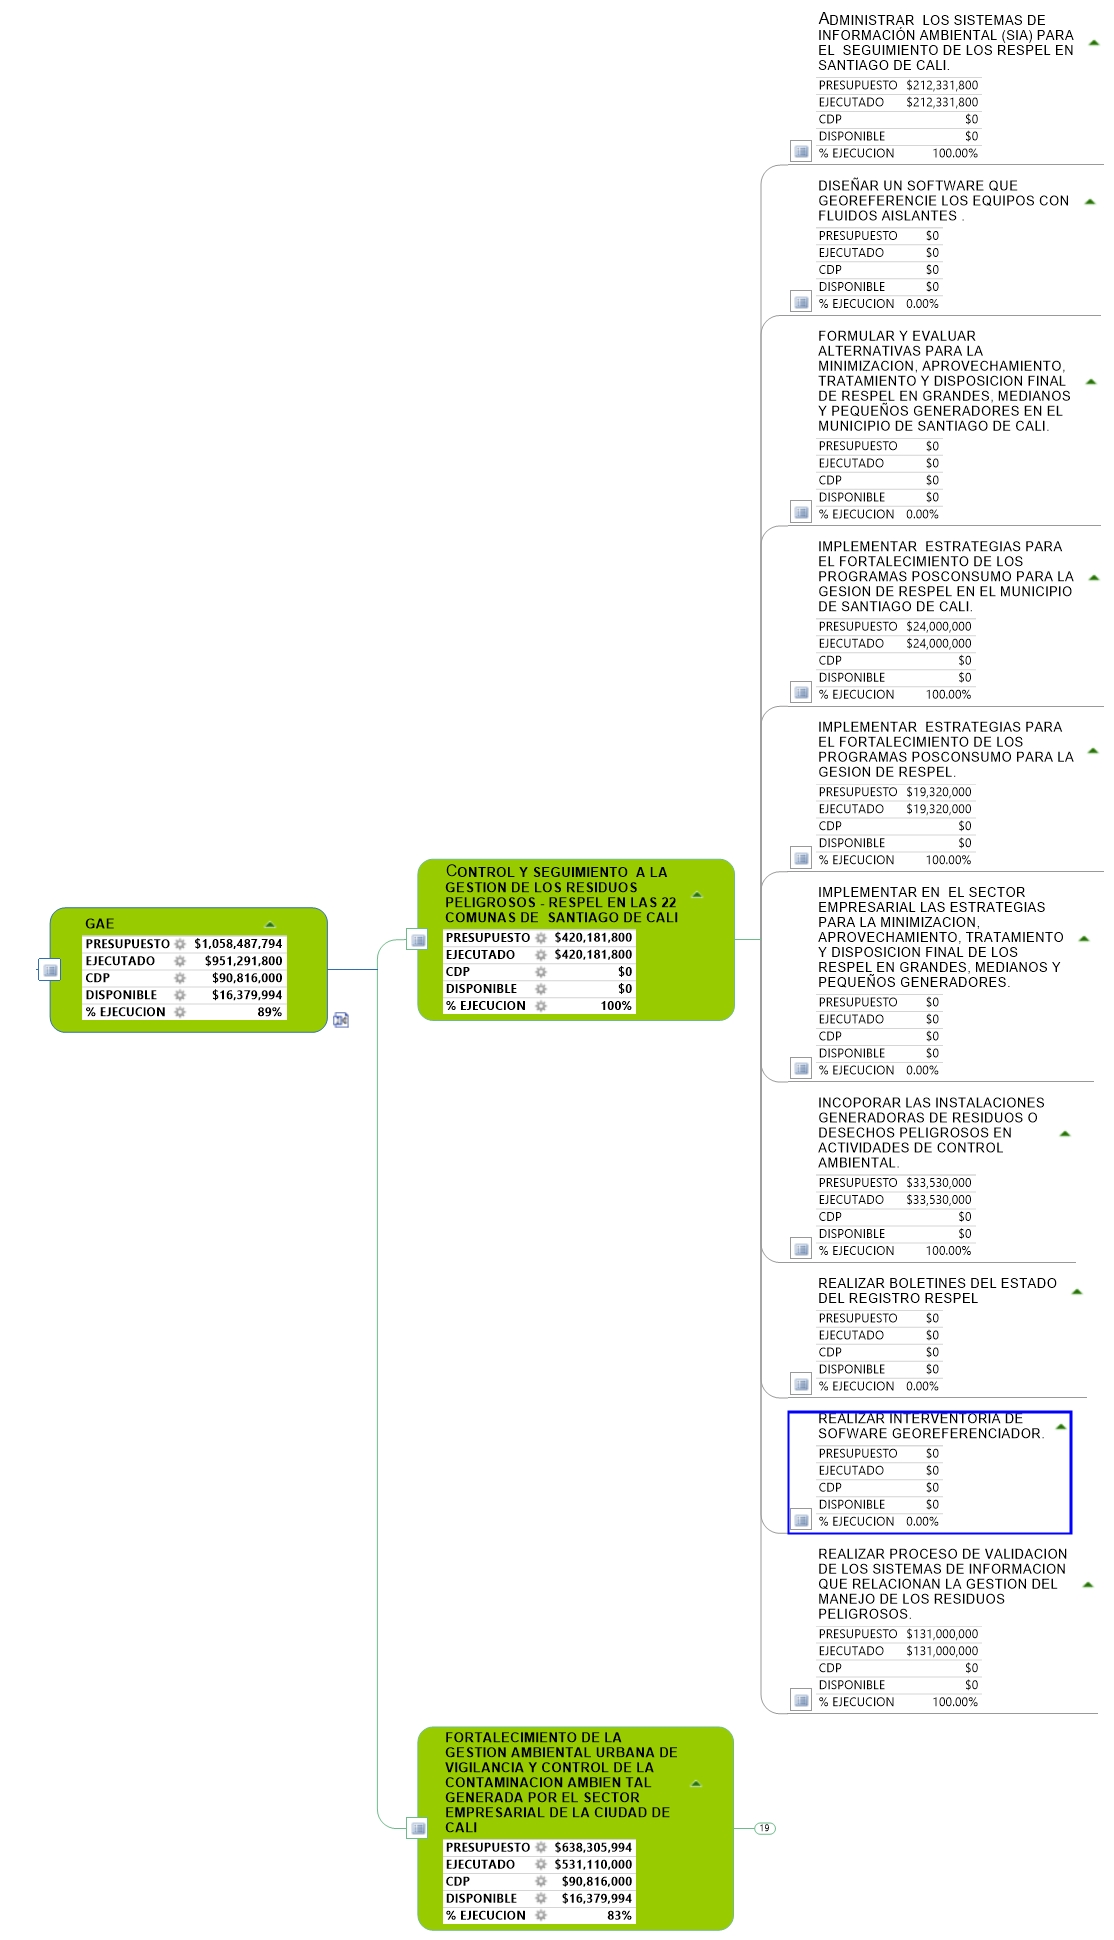 ADMINISTRAR  LOS SISTEMAS DE
INFORMACIÓN AMBIENTAL (SIA) PARA
EL  SEGUIMIENTO DE LOS RESPEL EN
SANTIAGO DE CALI.
PRESUPUESTO $212,331,800
EJECUTADO $212,331,800
CDP $0
DISPONIBLE $0
% EJECUCION 100.00%
DISEÑAR UN SOFTWARE QUE
GEOREFERENCIE LOS EQUIPOS CON
FLUIDOS AISLANTES .
PRESUPUESTO $0
EJECUTADO $0
CDP $0
DISPONIBLE $0
% EJECUCION 0.00%
FORMULAR Y EVALUAR
ALTERNATIVAS PARA LA
MINIMIZACION, APROVECHAMIENTO,
TRATAMIENTO Y DISPOSICION FINAL
DE RESPEL EN GRANDES, MEDIANOS
Y PEQUEÑOS GENERADORES EN EL
MUNICIPIO DE SANTIAGO DE CALI.
PRESUPUESTO $0
EJECUTADO $0
CDP $0
DISPONIBLE $0
% EJECUCION 0.00%
IMPLEMENTAR  ESTRATEGIAS PARA
EL FORTALECIMIENTO DE LOS
PROGRAMAS POSCONSUMO PARA LA
GESION DE RESPEL EN EL MUNICIPIO
DE SANTIAGO DE CALI.
PRESUPUESTO $24,000,000
EJECUTADO $24,000,000
CDP $0
DISPONIBLE $0
% EJECUCION 100.00%
IMPLEMENTAR  ESTRATEGIAS PARA
EL FORTALECIMIENTO DE LOS
PROGRAMAS POSCONSUMO PARA LA
GESION DE RESPEL.
PRESUPUESTO $19,320,000
EJECUTADO $19,320,000
CDP $0
DISPONIBLE $0
% EJECUCION 100.00%
IMPLEMENTAR EN  EL SECTOR
EMPRESARIAL LAS ESTRATEGIAS
PARA LA MINIMIZACION,
APROVECHAMIENTO, TRATAMIENTO
Y DISPOSICION FINAL DE LOS
RESPEL EN GRANDES, MEDIANOS Y
PEQUEÑOS GENERADORES.
PRESUPUESTO $0
EJECUTADO $0
CDP $0
DISPONIBLE $0
% EJECUCION 0.00%
INCOPORAR LAS INSTALACIONES
GENERADORAS DE RESIDUOS O
DESECHOS PELIGROSOS EN
ACTIVIDADES DE CONTROL
AMBIENTAL.
PRESUPUESTO $33,530,000
EJECUTADO $33,530,000
CDP $0
DISPONIBLE $0
% EJECUCION 100.00%
REALIZAR BOLETINES DEL ESTADO
DEL REGISTRO RESPEL
PRESUPUESTO $0
EJECUTADO $0
CDP $0
DISPONIBLE $0
% EJECUCION 0.00%
REALIZAR INTERVENTORIA DE
SOFWARE GEOREFERENCIADOR.
PRESUPUESTO $0
EJECUTADO $0
CDP $0
DISPONIBLE $0
% EJECUCION 0.00%
REALIZAR PROCESO DE VALIDACION
DE LOS SISTEMAS DE INFORMACION
QUE RELACIONAN LA GESTION DEL
MANEJO DE LOS RESIDUOS
PELIGROSOS.
PRESUPUESTO $131,000,000
EJECUTADO $131,000,000
CDP $0
DISPONIBLE $0
% EJECUCION 100.00%
CONTROL Y SEGUIMIENTO  A LA
GESTION DE LOS RESIDUOS
PELIGROSOS - RESPEL EN LAS 22
COMUNAS DE  SANTIAGO DE CALI
PRESUPUESTO $420,181,800
EJECUTADO $420,181,800
CDP $0
DISPONIBLE $0
% EJECUCION 100%
GAE
PRESUPUESTO $1,058,487,794
EJECUTADO $951,291,800
CDP $90,816,000
DISPONIBLE $16,379,994
% EJECUCION 89%
FORTALECIMIENTO DE LA
GESTION AMBIENTAL URBANA DE
VIGILANCIA Y CONTROL DE LA
CONTAMINACION AMBIEN TAL
GENERADA POR EL SECTOR
EMPRESARIAL DE LA CIUDAD DE
CALI
PRESUPUESTO $638,305,994
EJECUTADO $531,110,000
CDP $90,816,000
DISPONIBLE $16,379,994
% EJECUCION 83%
19